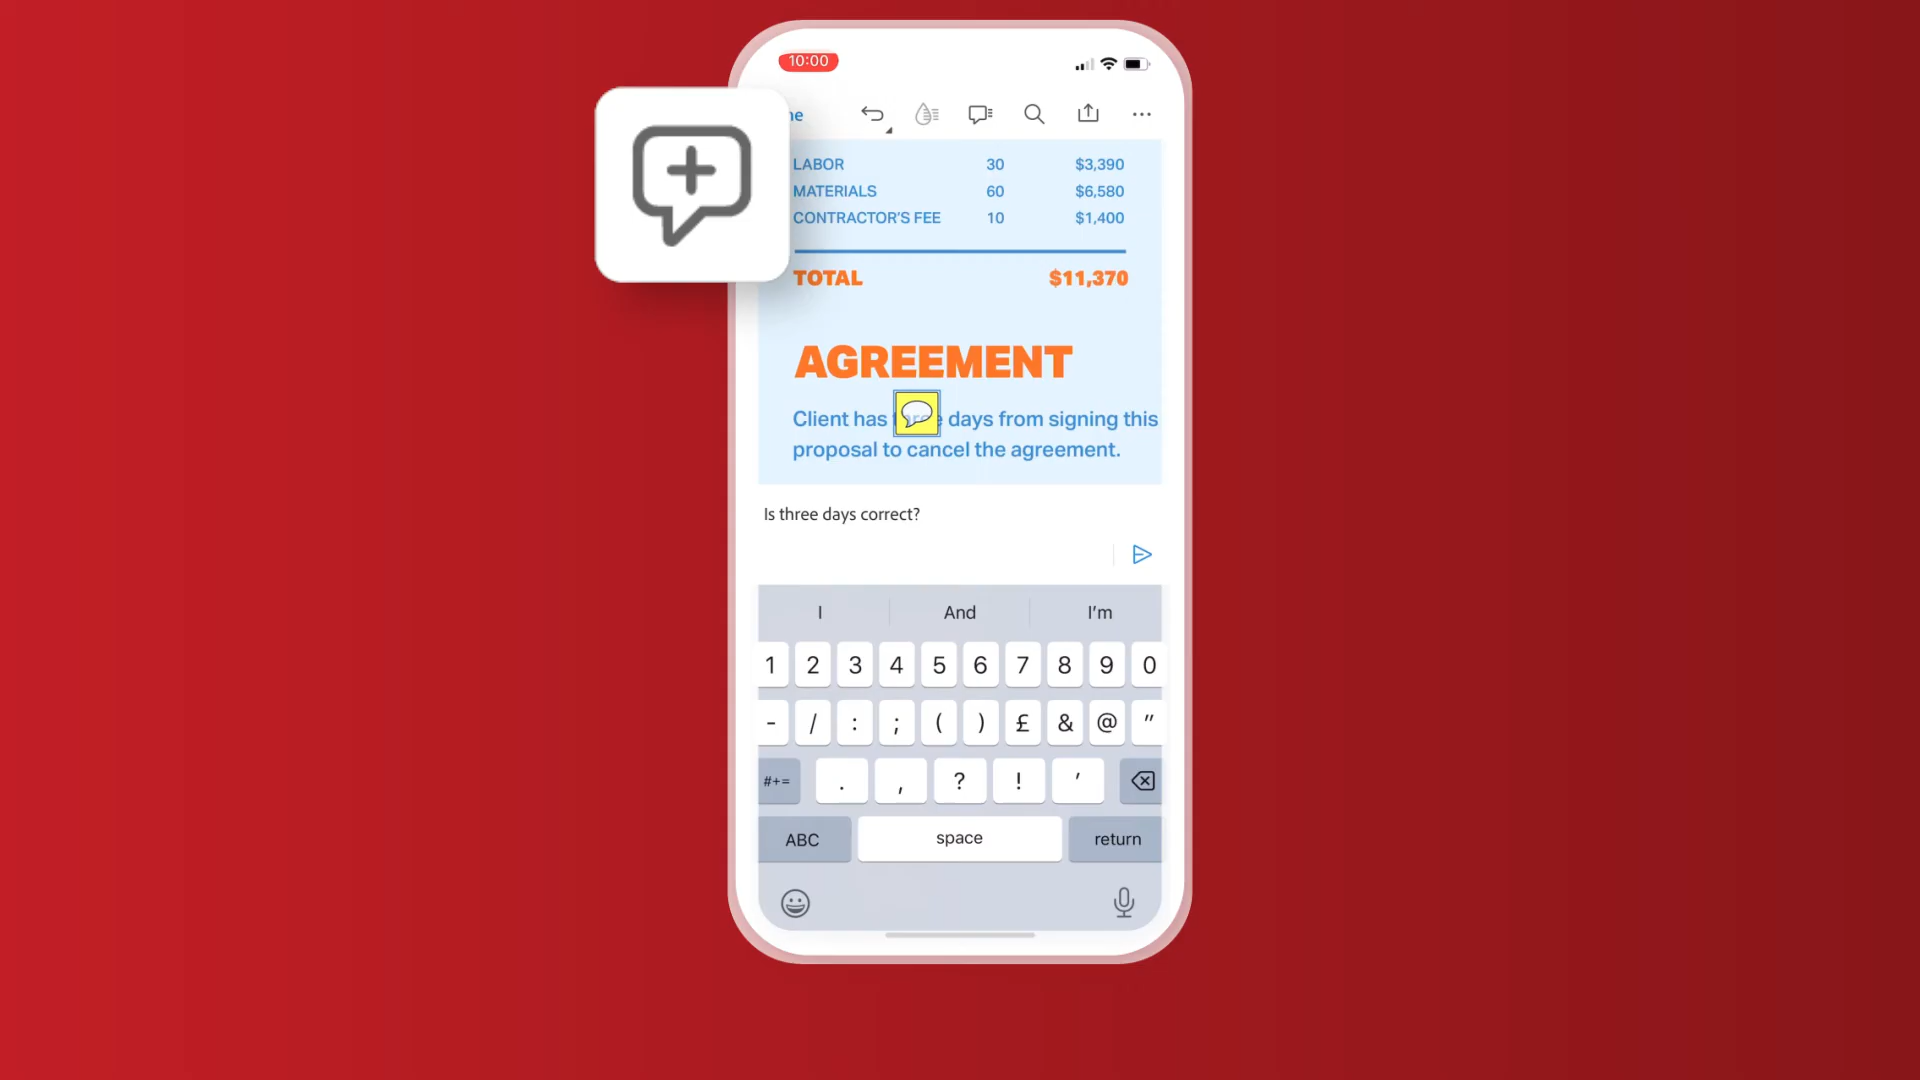 10:00
ne
LABOR 30 $3,390
MATERIALS 60 $6,580
CONTRACTOR'S FEE 10 $1,400
TOTAL $11,370
AGREEMENT
Client has three days from signing this
proposal to cancel the agreement.
Is three days correct?
I And I'm
1 2 3 4 5 6 7 8 9 0
- / : ; ( ) £ & @ "
#+= . , ? ! '
ABC space return